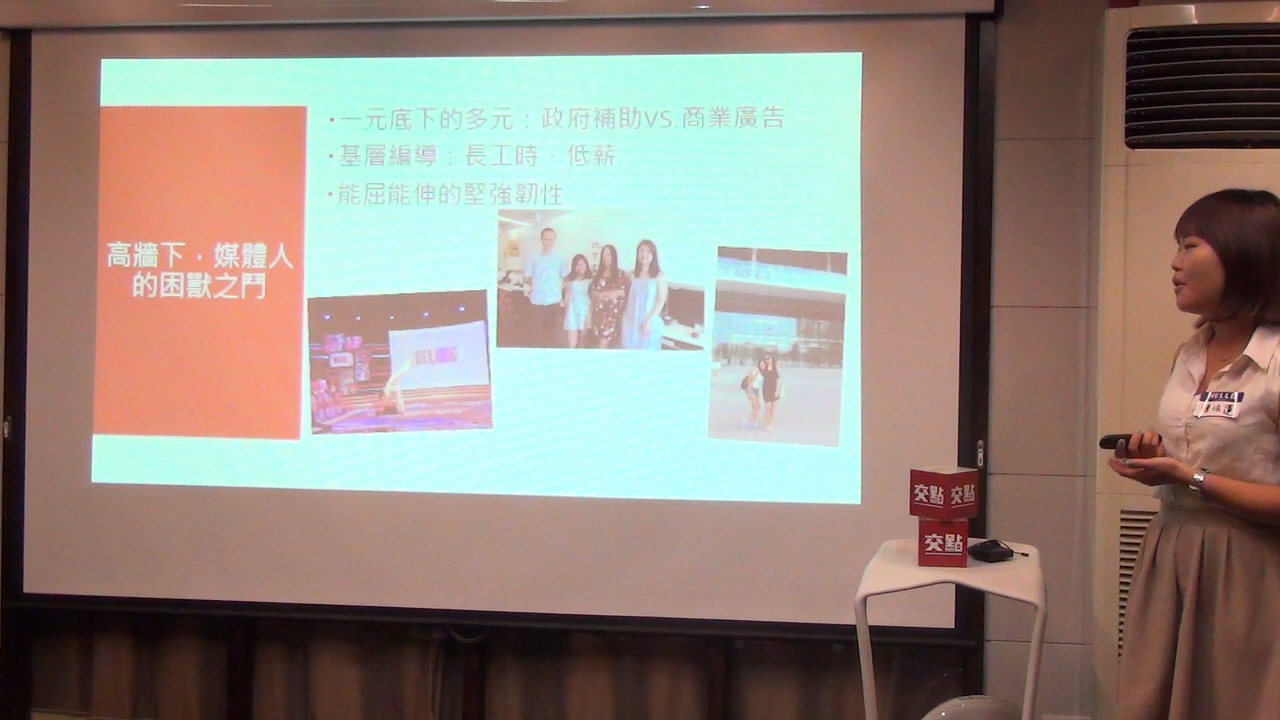 一元底下的多元：政府補助VS.商業廣告
基層編導：長工時、低薪
能屈能伸的堅強韌性
高牆下，媒體人
的困獸之鬥
BEIJING
交點 交點
交點
HELLO